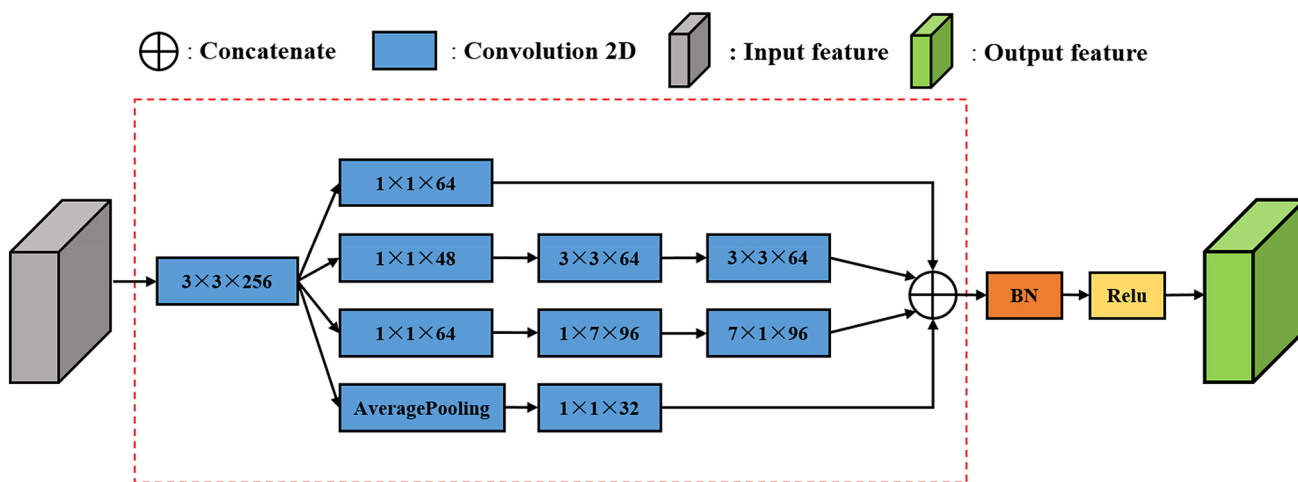 : Concatenate
: Convolution 2D
: Input feature
: Output feature
1×1×64
3×3×256
1×1×48
3×3×64
3×3×64
1×1×64
1×7×96
7×1×96
AveragePooling
1×1×32
BN
Relu